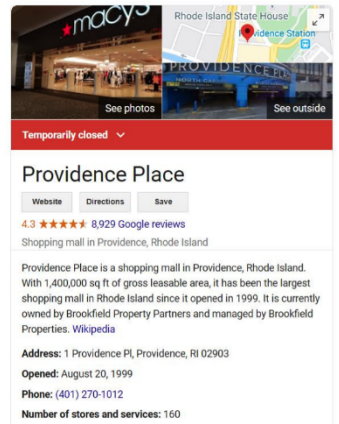 macy's
Rhode Island State House
Providence Station
PROVIDENCE PL
See photos
See outside
Temporarily closed
Providence Place
Website Directions Save
4.3 8,929 Google reviews
Shopping mall in Providence, Rhode Island
Providence Place is a shopping mall in Providence, Rhode Island.
With 1,400,000 sq ft of gross leasable area, it has been the largest
shopping mall in Rhode Island since it opened in 1999. It is currently
owned by Brookfield Property Partners and managed by Brookfield
Properties. Wikipedia
Address: 1 Providence Pl, Providence, RI 02903
Opened: August 20, 1999
Phone: (401) 270-1012
Number of stores and services: 160